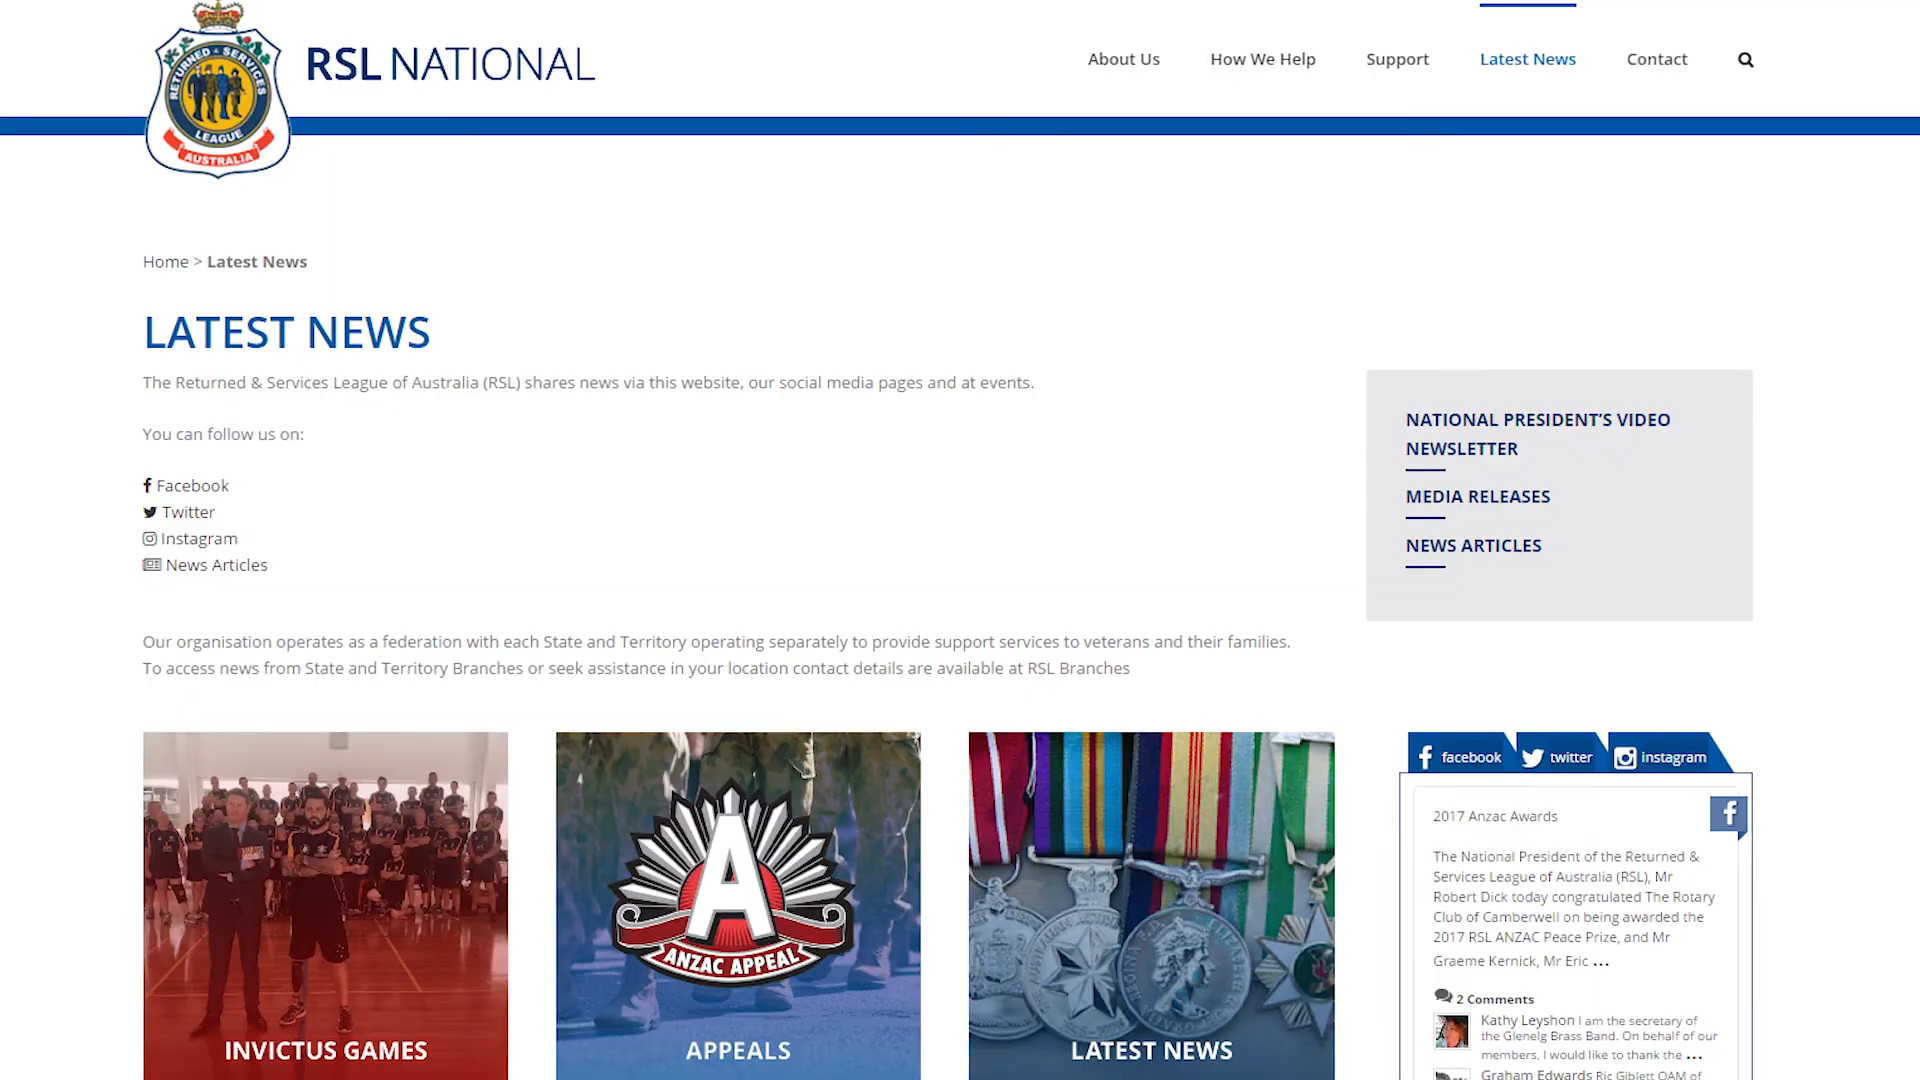 RETURNED & SERVICES
LEAGUE
AUSTRALIA
RSL NATIONAL
About Us
How We Help
Support
Latest News
Contact
Home > Latest News
LATEST NEWS
The Returned & Services League of Australia (RSL) shares news via this website, our social media pages and at events.
You can follow us on:
Facebook
Twitter
Instagram
News Articles
Our organisation operates as a federation with each State and Territory operating separately to provide support services to veterans and their families.
To access news from State and Territory Branches or seek assistance in your location contact details are available at RSL Branches
NATIONAL PRESIDENT'S VIDEO
NEWSLETTER
MEDIA RELEASES
NEWS ARTICLES
INVICTUS GAMES
A
ANZAC APPEAL
APPEALS
LATEST NEWS
facebook
twitter
instagram
2017 Anzac Awards
The National President of the Returned &
Services League of Australia (RSL), Mr
Robert Dick today congratulated The Rotary
Club of Camberwell on being awarded the
2017 RSL ANZAC Peace Prize, and Mr
Graeme Kernick, Mr Eric ...
2 Comments
Kathy Leyshon I am the secretary of
the Glenelg Brass Band. On behalf of our
members, I would like to thank the ...
Graham Edwards Ric Giblett OAM of